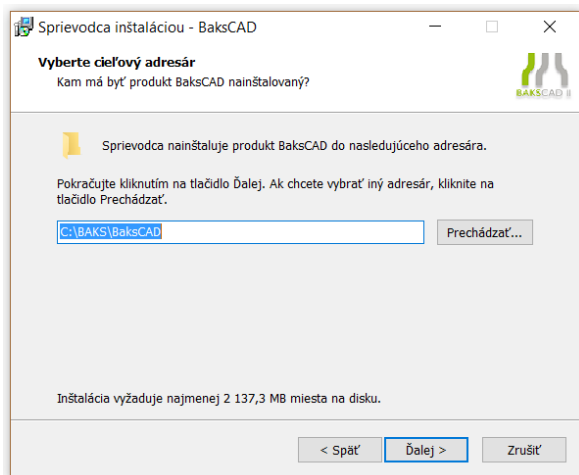 Sprievodca inštaláciou - BaksCAD
Vyberte cieľový adresár
Kam má byť produkt BaksCAD nainštalovaný?
BAKSCAD II
Sprievodca nainštaluje produkt BaksCAD do nasledujúceho adresára.
Pokračujte kliknutím na tlačidlo Ďalej. Ak chcete vybrať iný adresár, kliknite na
tlačidlo Prechádzať.
C:\BAKS\BaksCAD
Prechádzať...
Inštalácia vyžaduje najmenej 2 137,3 MB miesta na disku.
< Späť
Ďalej >
Zrušiť